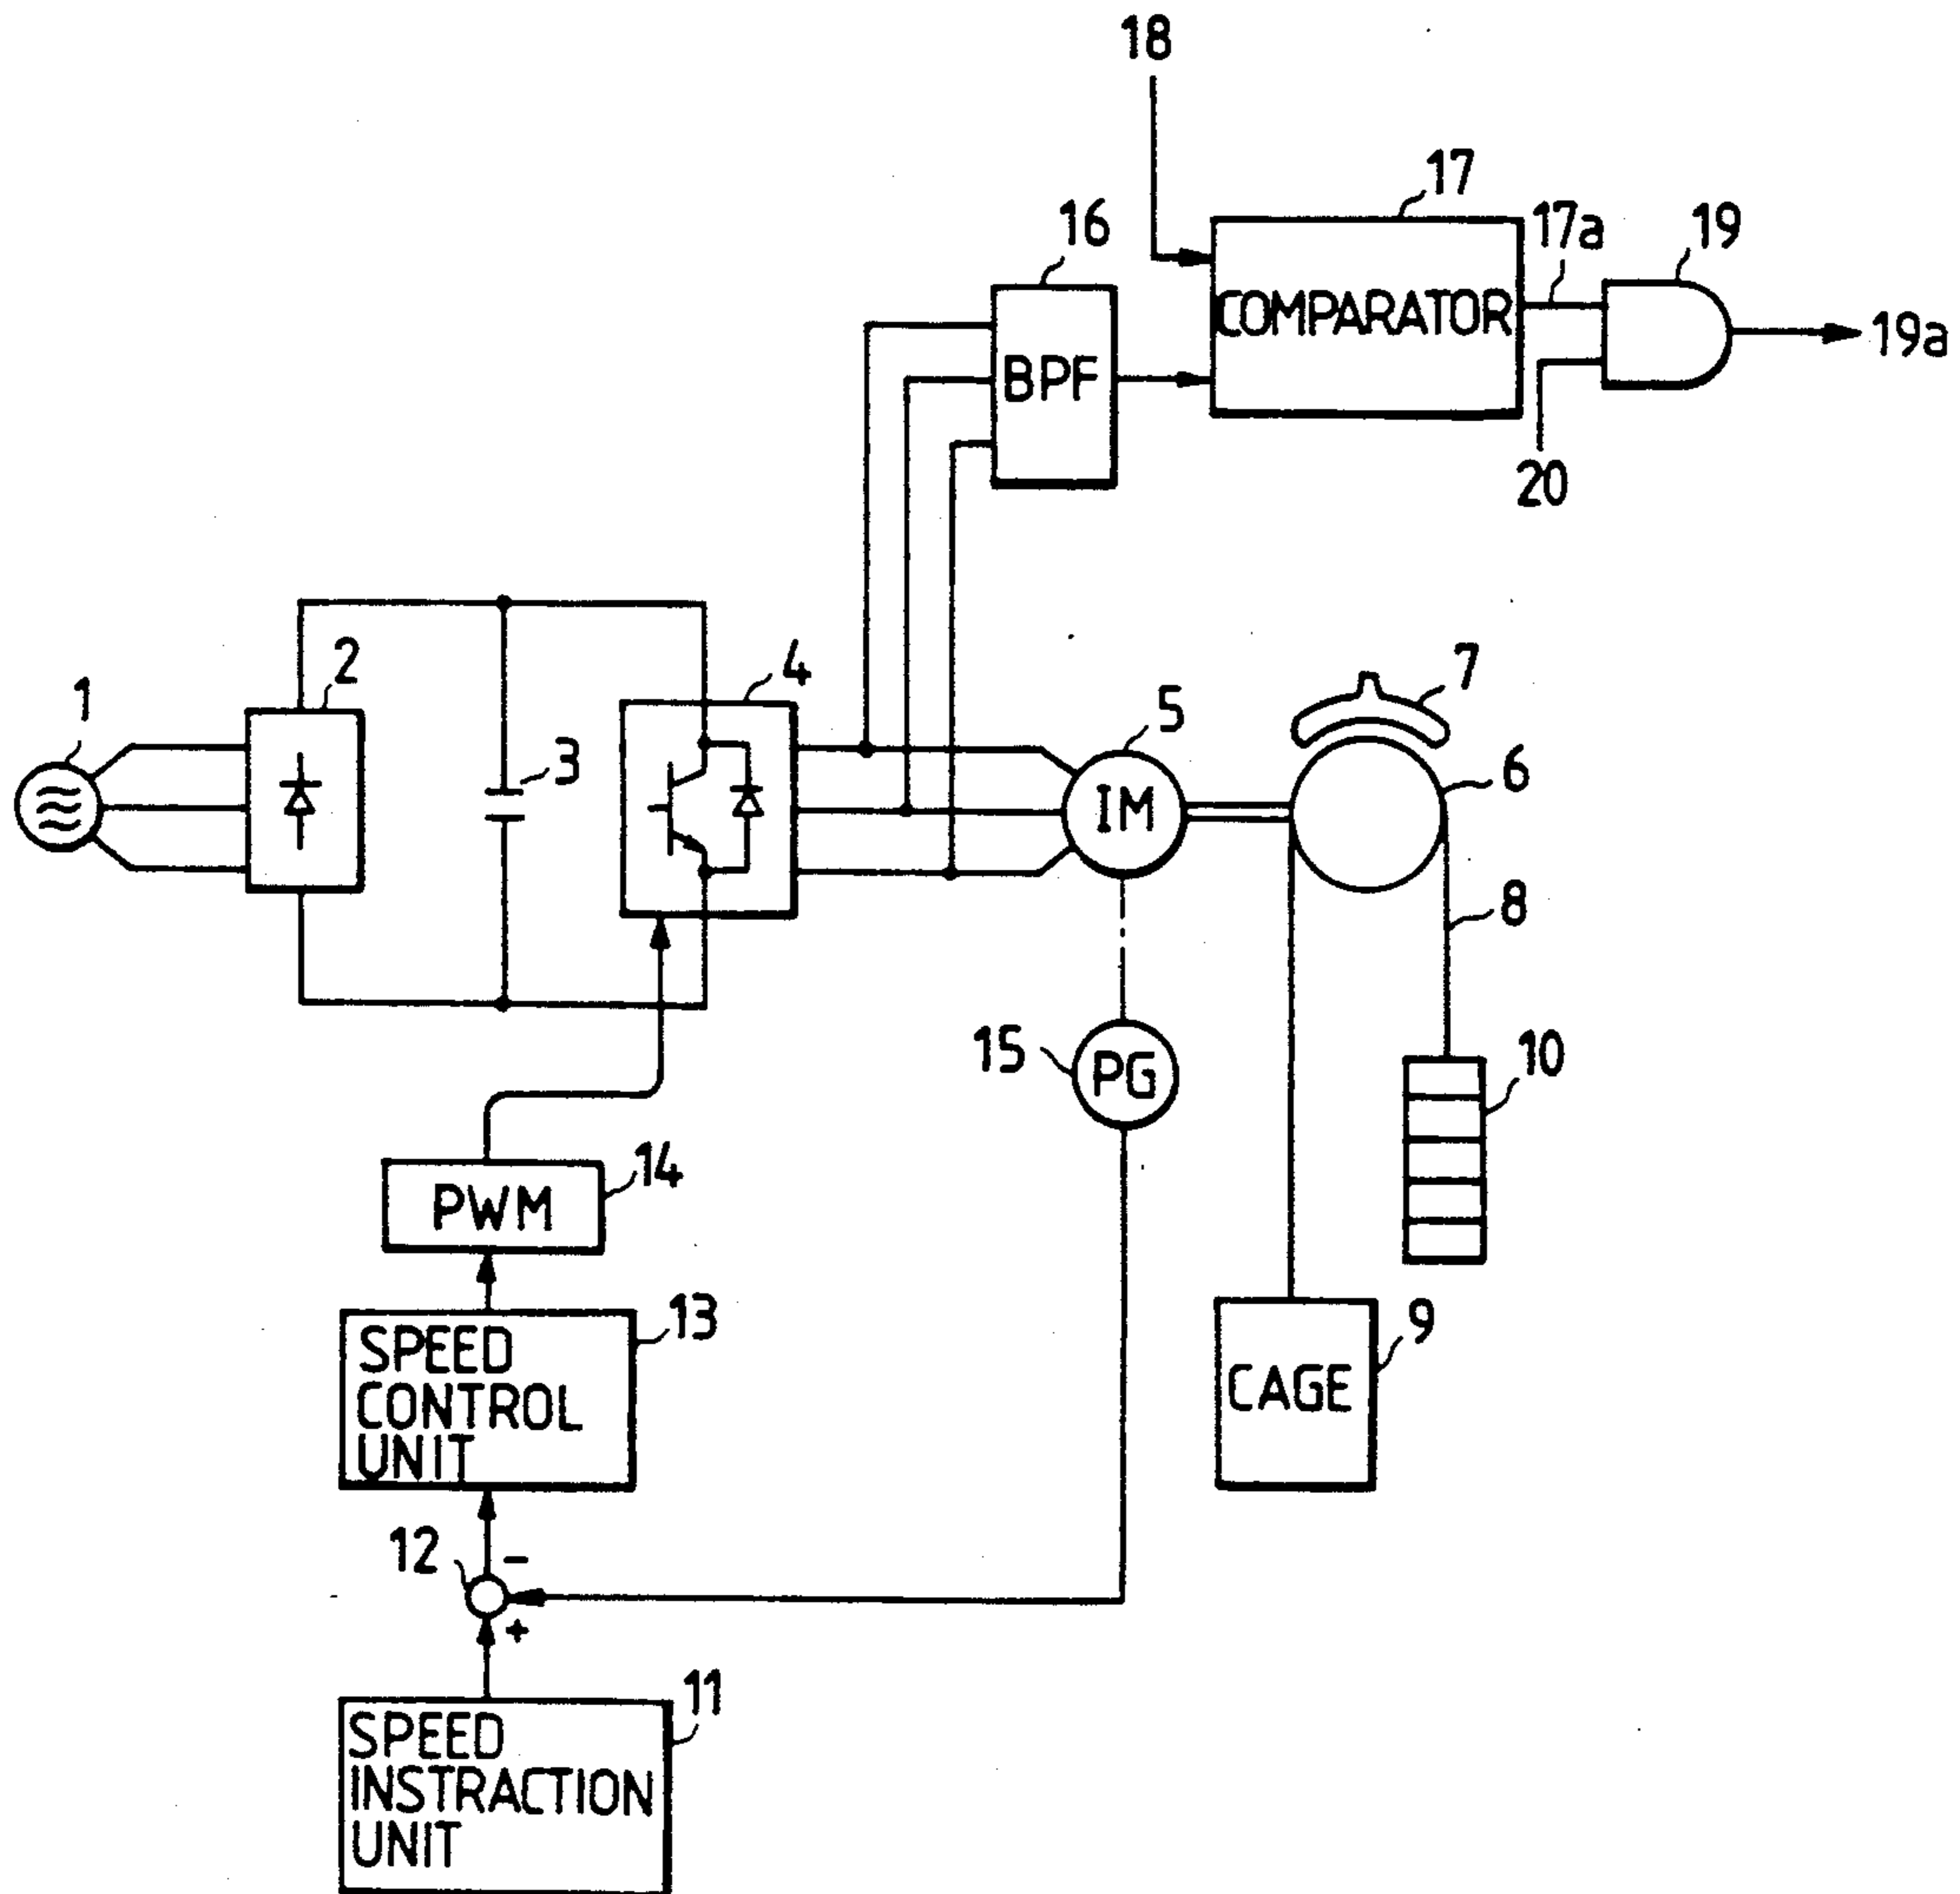 18
17
17a
19
16
COMPARATOR
19a
BPF
20
1
2
3
4
5
7
6
IM
8
15
PG
10
14
PWM
13
SPEED
CONTROL
UNIT
9
CAGE
12
-
+
11
SPEED
INSTRACTION
UNIT